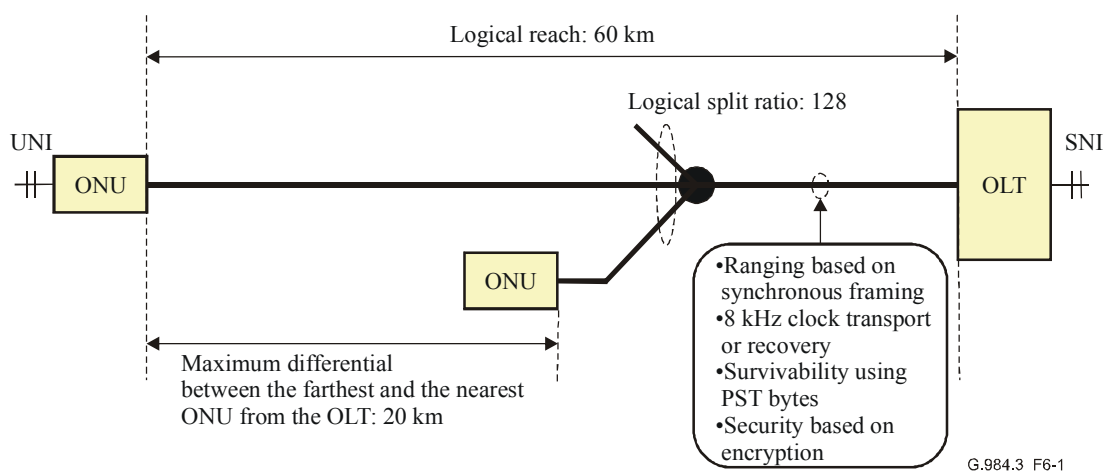 Logical reach: 60 km
Logical split ratio: 128
UNI
SNI
ONU
OLT
ONU
•Ranging based on
synchronous framing
•8 kHz clock transport
or recovery
•Survivability using
PST bytes
•Security based on
encryption
Maximum differential
between the farthest and the nearest
ONU from the OLT: 20 km
G.984.3_F6-1